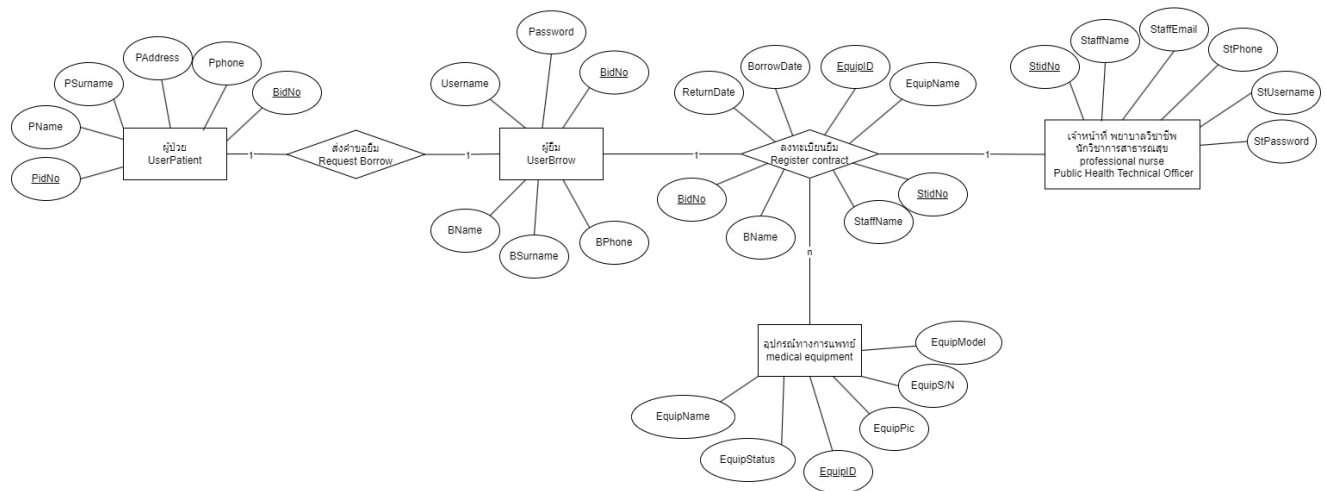 Password
PAddress
Pphone
BidNo
PSurname
PName
PidNo
ผู้ป่วย
UserPatient
1
ส่งคำขอยืม
Request Borrow
1
Username
BidNo
ผู้ยืม
UserBrrow
BName
BSurname
BPhone
1
ReturnDate
BorrowDate
EquipID
EquipName
ลงทะเบียนยืม
Register contract
BidNo
BName
StaffName
StidNo
1
StidNo
StaffName
StaffEmail
StPhone
StUsername
StPassword
เจ้าหน้าที่ พยาบาลวิชาชีพ
นักวิชาการสาธารณสุข
professional nurse
Public Health Technical Officer
n
อุปกรณ์ทางการแพทย์
medical equipment
EquipModel
EquipS/N
EquipPic
EquipID
EquipStatus
EquipName